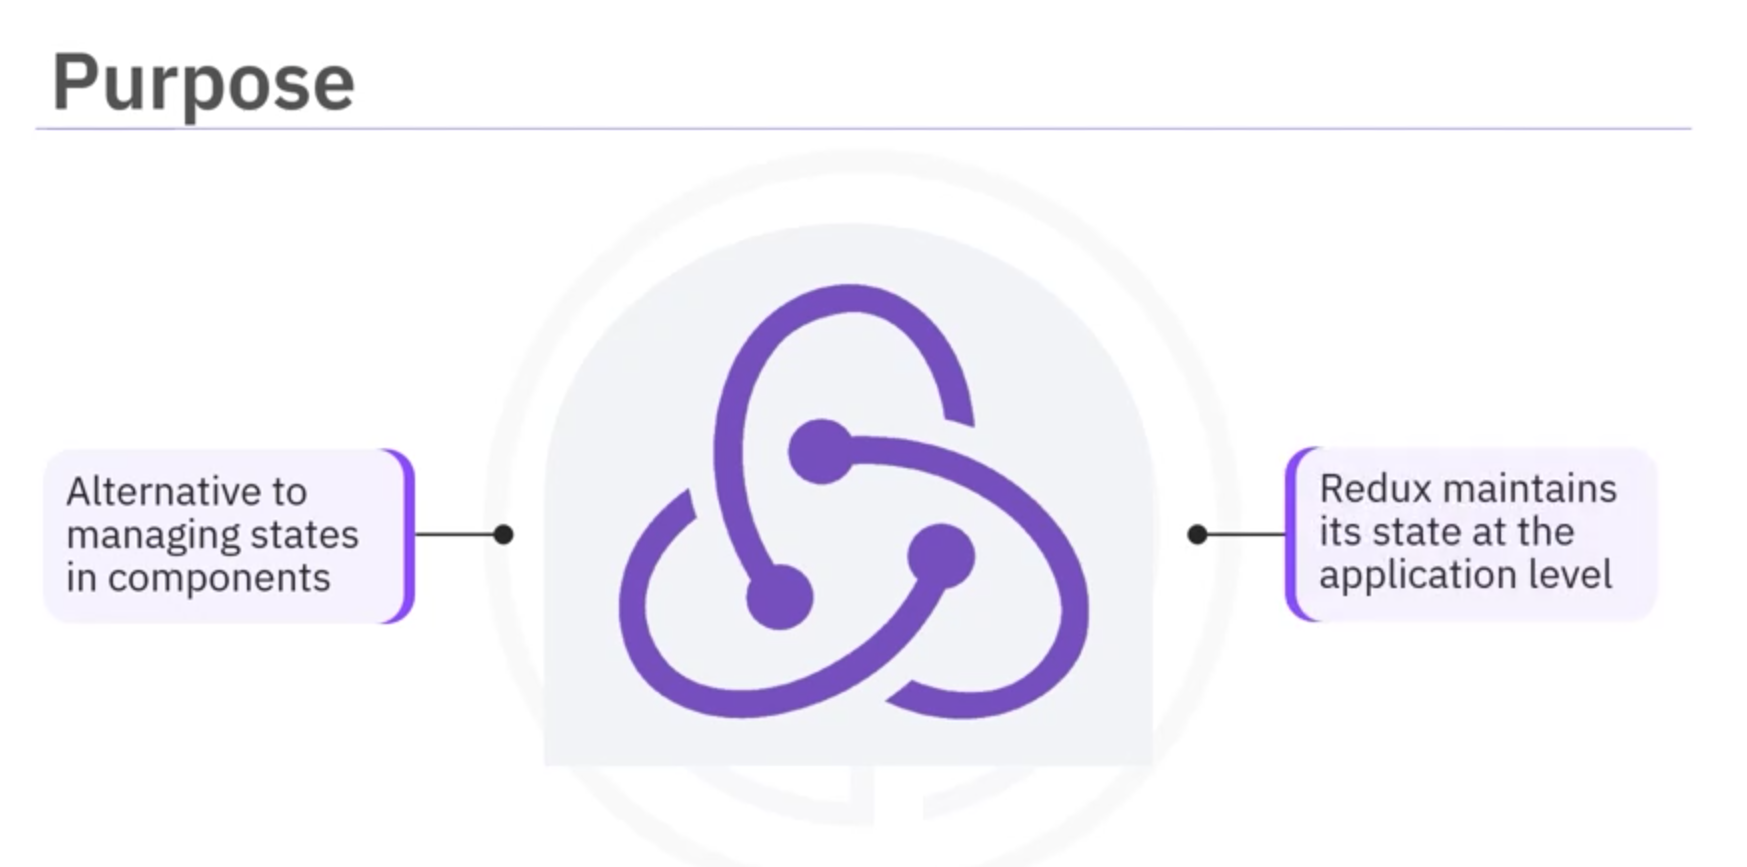 Purpose
Alternative to
managing states
in components
Redux maintains
its state at the
application level